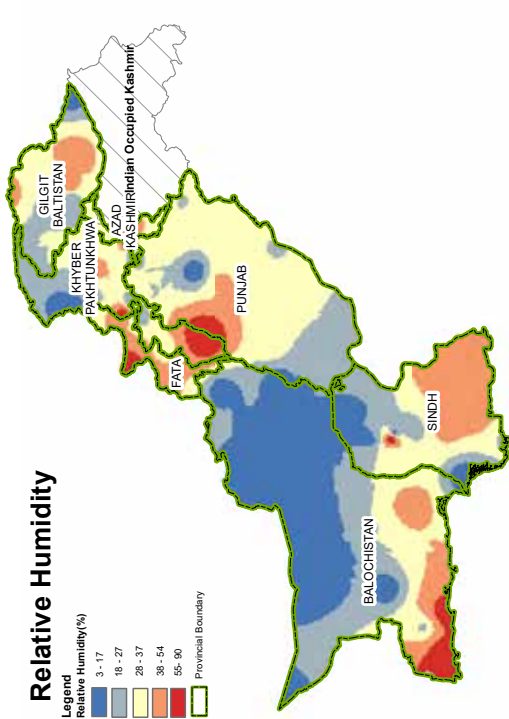 Relative Humidity
Legend
Relative Humidity(%)
3 - 17
18 - 27
28 - 37
38 - 54
55- 90
Provincial Boundary
GILGIT
BALTISTAN
KHYBER
PAKHTUNKHWA
AZAD
KASHMIR
Indian Occupied Kashmir
FATA
PUNJAB
BALOCHISTAN
SINDH